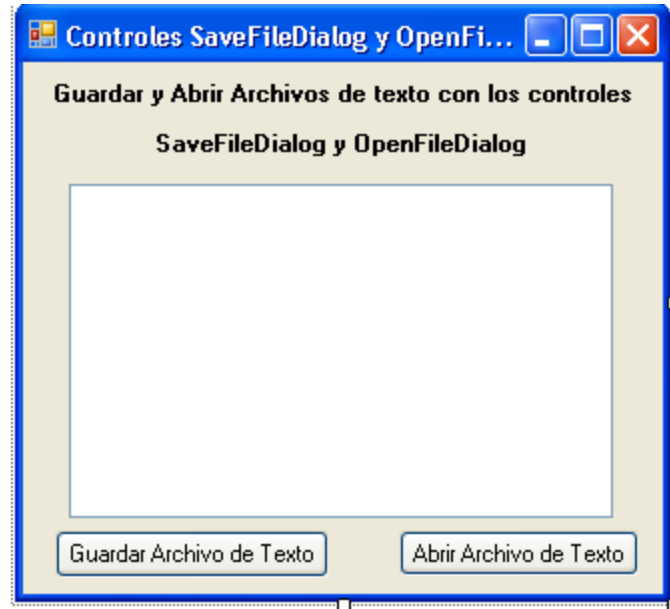 Controles SaveFileDialog y OpenFi...
Guardar y Abrir Archivos de texto con los controles
SaveFileDialog y OpenFileDialog
Guardar Archivo de Texto
Abrir Archivo de Texto